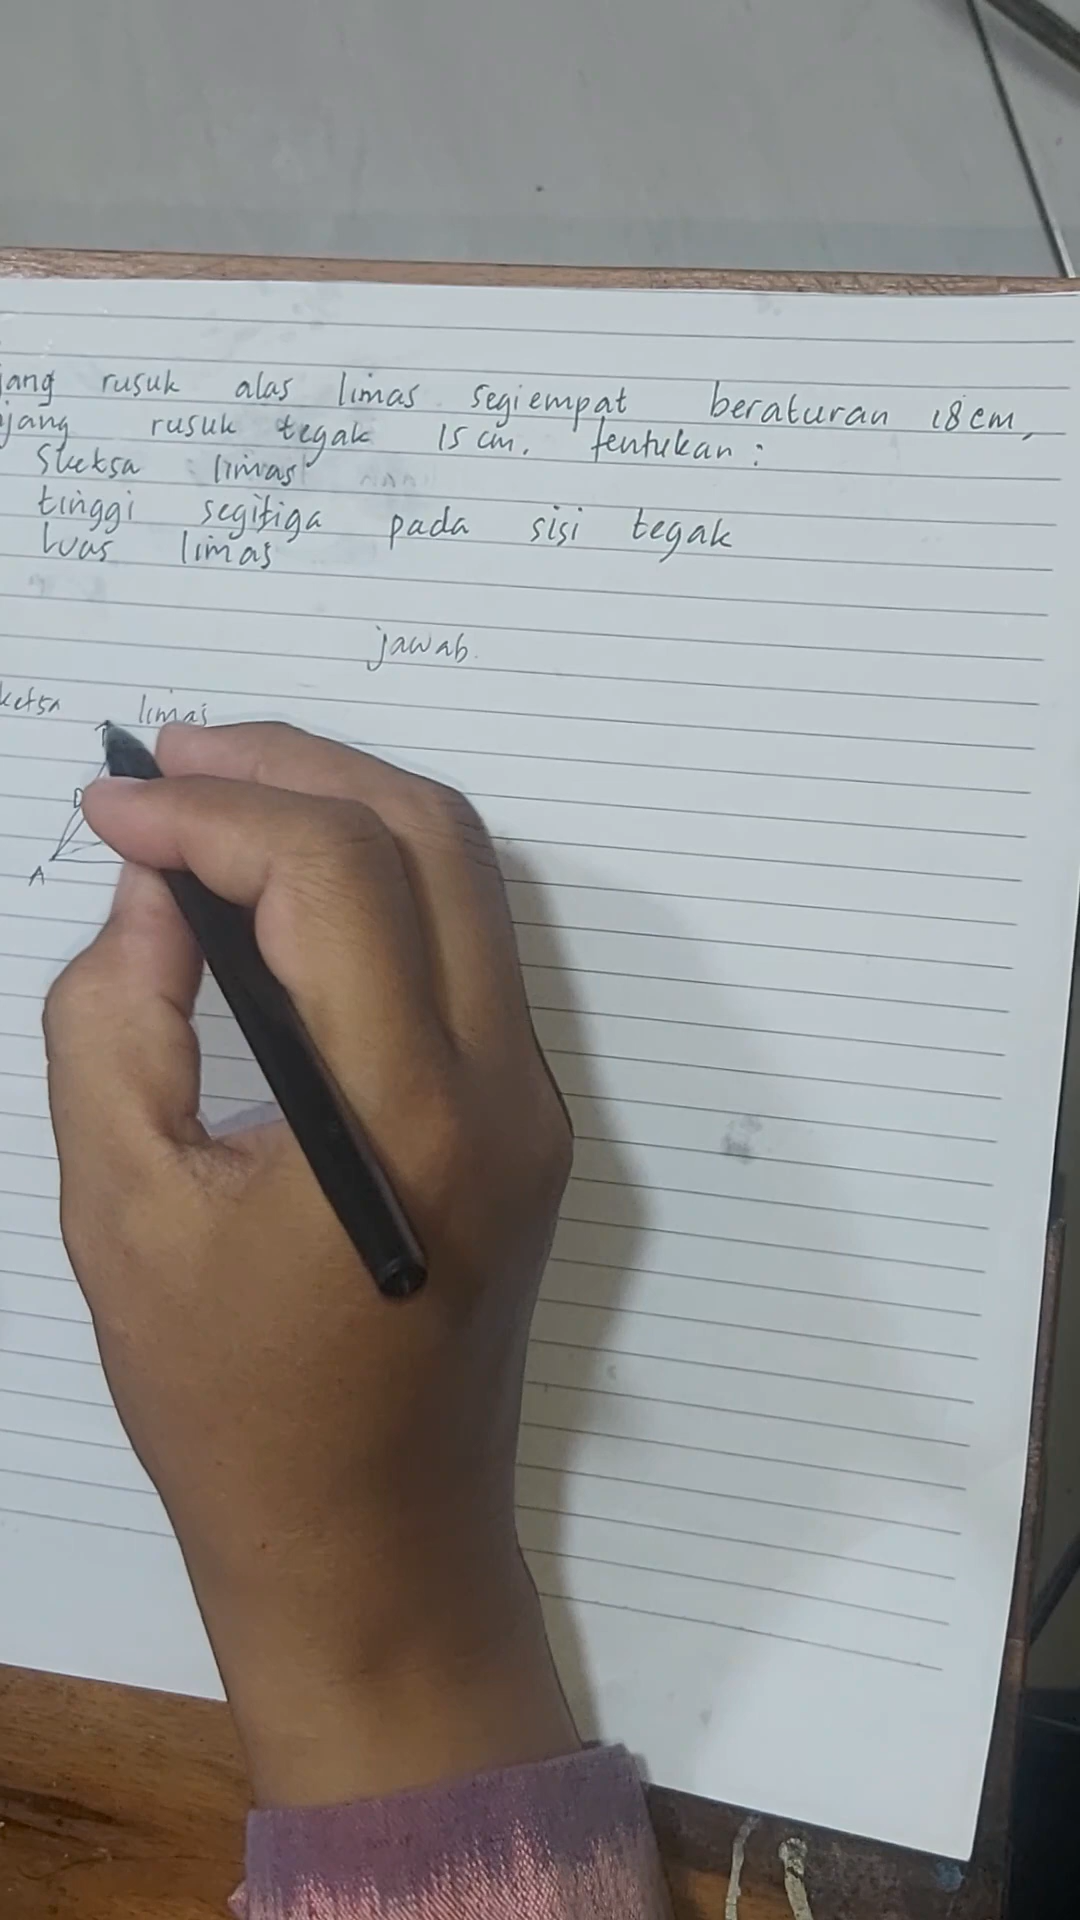 jang rusuk alas limas segiempat beraturan 18 cm,
jang rusuk tegak 15 cm. tentukan:
Sketsa limas
tinggi segitiga pada sisi tegak
luas limas
jawab.
ketsa limas
T
D
A